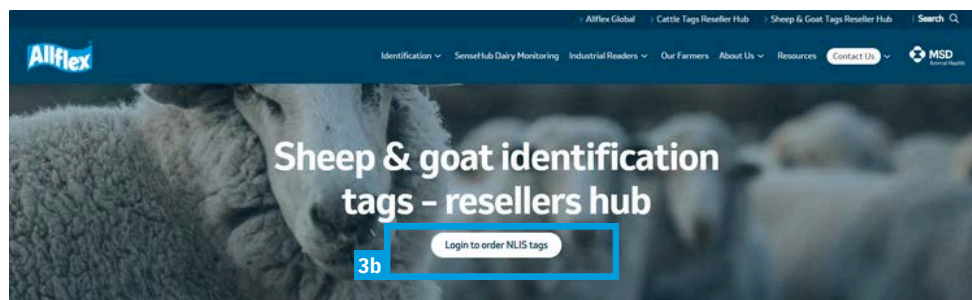 Allflex Global
Cattle Tags Reseller Hub
Sheep & Goat Tags Reseller Hub
Search
Allflex
Identification
SenseHub Dairy Monitoring
Industrial Readers
Our Farmers
About Us
Resources
Contact Us
MSD
Animal Health
Sheep & goat identification
tags – resellers hub
Login to order NLIS tags
3b